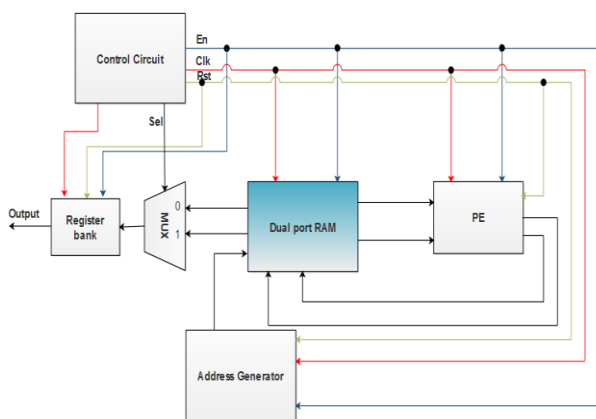 En
Control Circuit
Clk
Rst
Sel
Output
Register
bank
MUX
0
1
Dual port RAM
PE
Address Generator